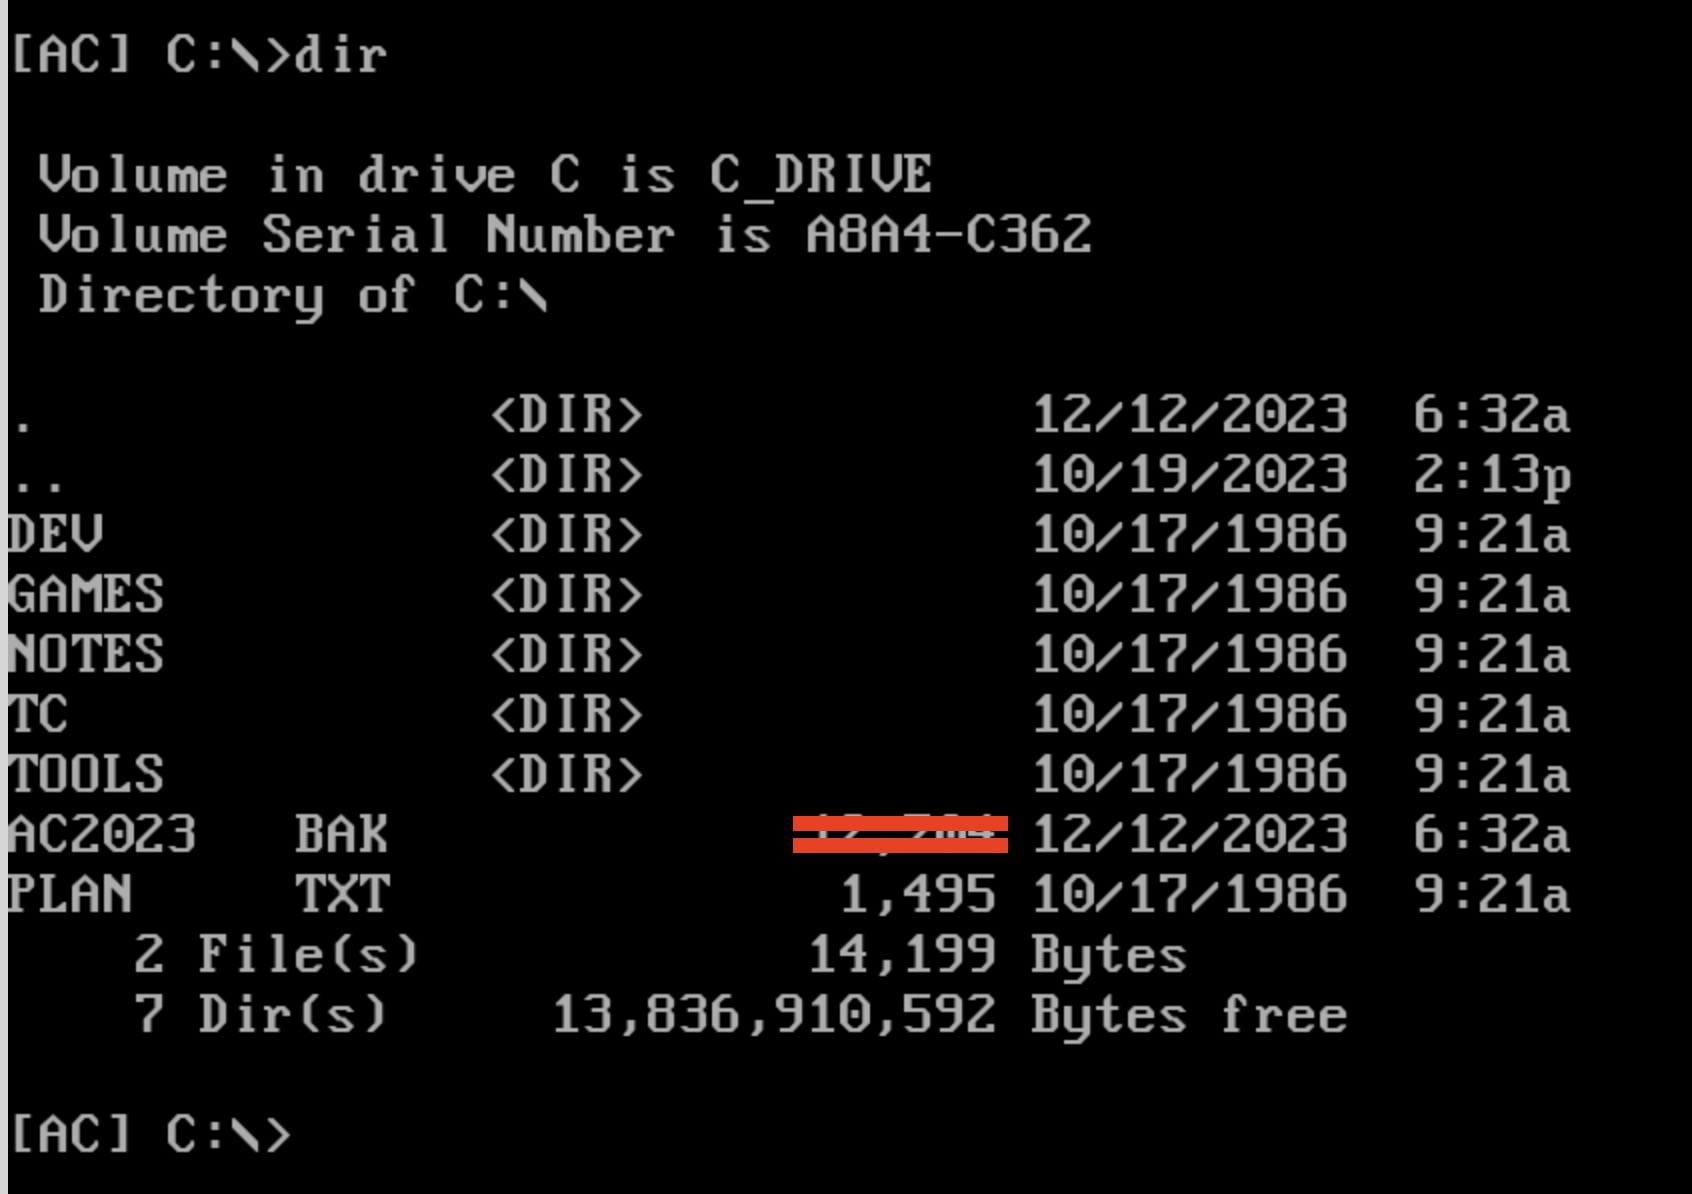 [AC] C:\>dir
Volume in drive C is C_DRIVE
Volume Serial Number is A8A4-C362
Directory of C:\
. <DIR> 12/12/2023 6:32a
.. <DIR> 10/19/2023 2:13p
DEV <DIR> 10/17/1986 9:21a
GAMES <DIR> 10/17/1986 9:21a
NOTES <DIR> 10/17/1986 9:21a
TC <DIR> 10/17/1986 9:21a
TOOLS <DIR> 10/17/1986 9:21a
AC2023 BAK 12/12/2023 6:32a
PLAN TXT 1,495 10/17/1986 9:21a
2 File(s) 14,199 Bytes
7 Dir(s) 13,836,910,592 Bytes free
[AC] C:\>